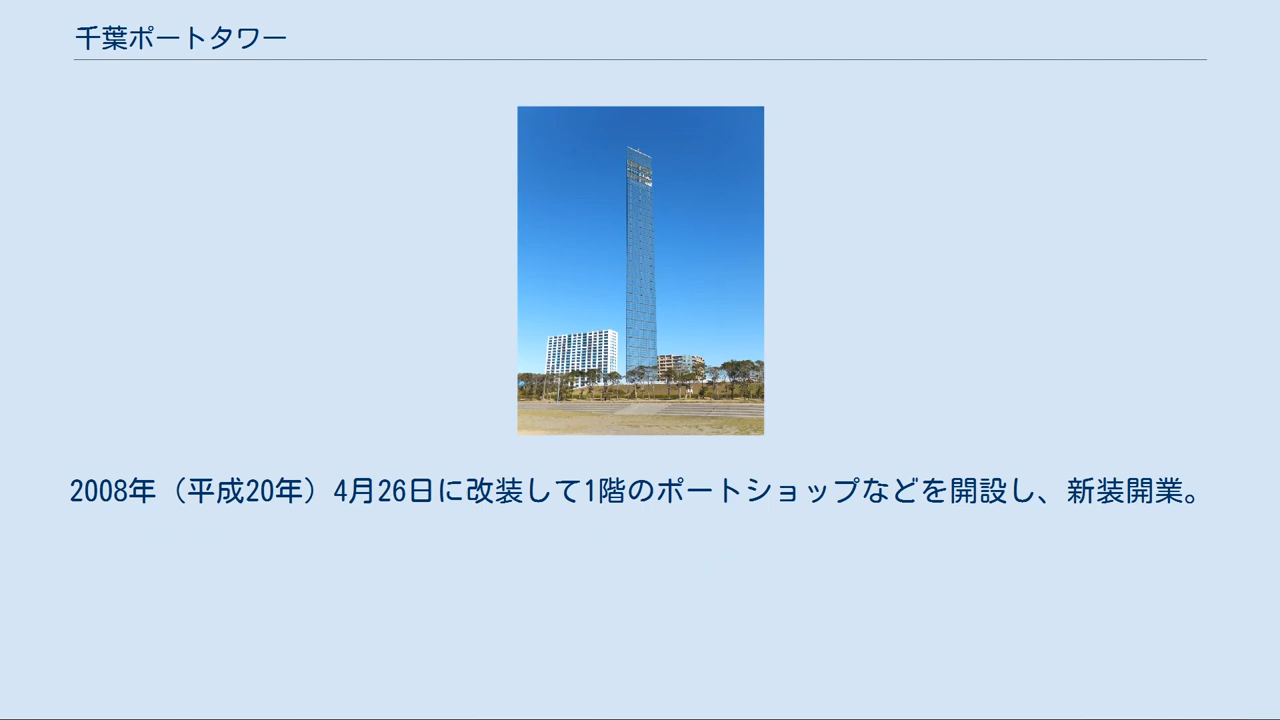 千葉ポートタワー
2008年（平成20年）4月26日に改装して1階のポートショップなどを開設し、新装開業。